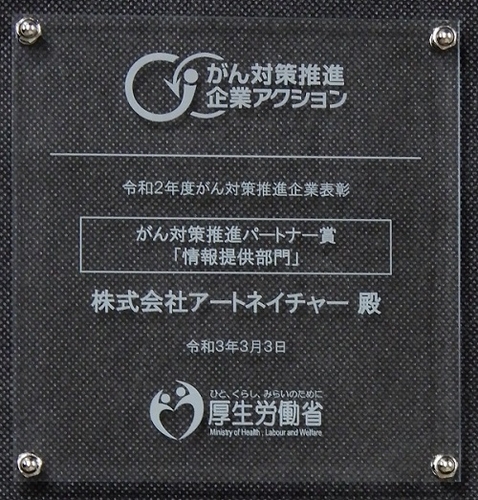 がん対策推進
企業アクション
令和2年度がん対策推進企業表彰
がん対策推進パートナー賞
「情報提供部門」
株式会社アートネイチャー 殿
令和3年3月3日
ひと、くらし、みらいのために
厚生労働省
Ministry of Health, Labour and Welfare